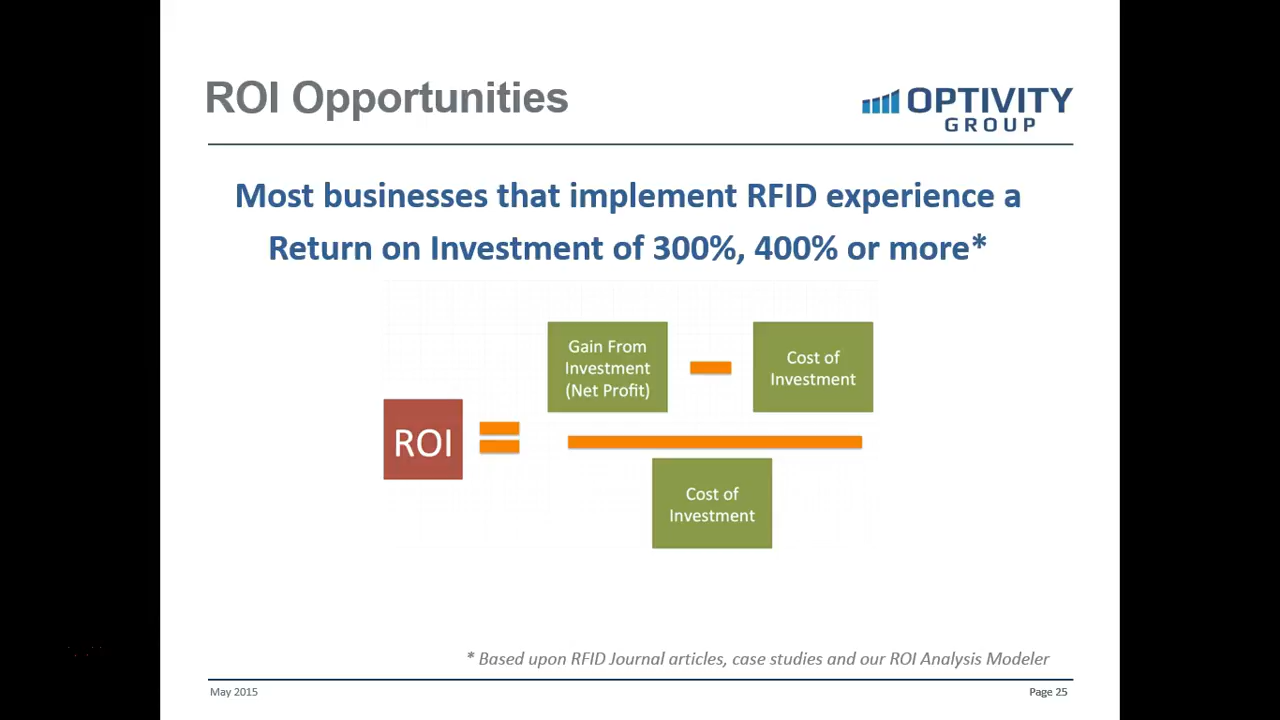 ROI Opportunities
OPTIVITY
GROUP
Most businesses that implement RFID experience a
Return on Investment of 300%, 400% or more*
Gain From
Investment
(Net Profit)
Cost of
Investment
ROI
Cost of
Investment
* Based upon RFID Journal articles, case studies and our ROI Analysis Modeler
May 2015
Page 25